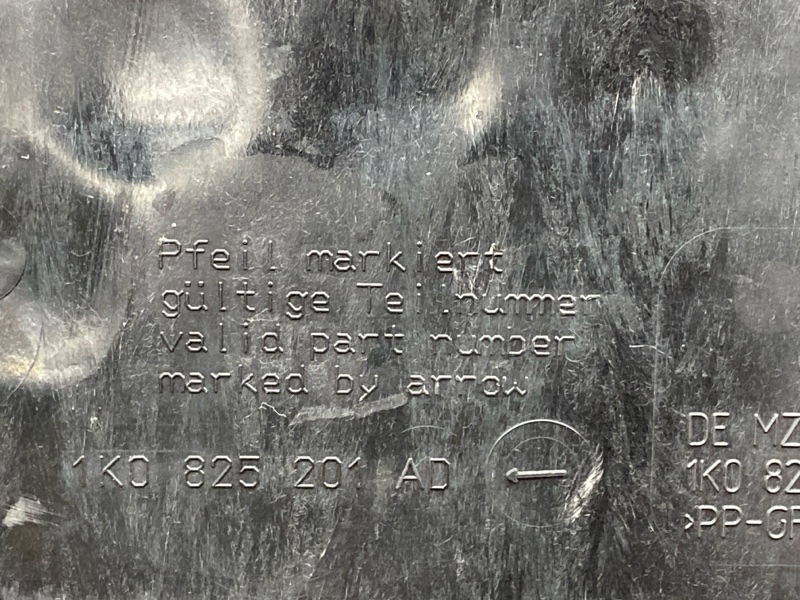 Pfeil markiert
gültige Teilnummer
valid part number
marked by arrow
1K0 825 201 AD
DE MZ
1K0 82
>PP-GF